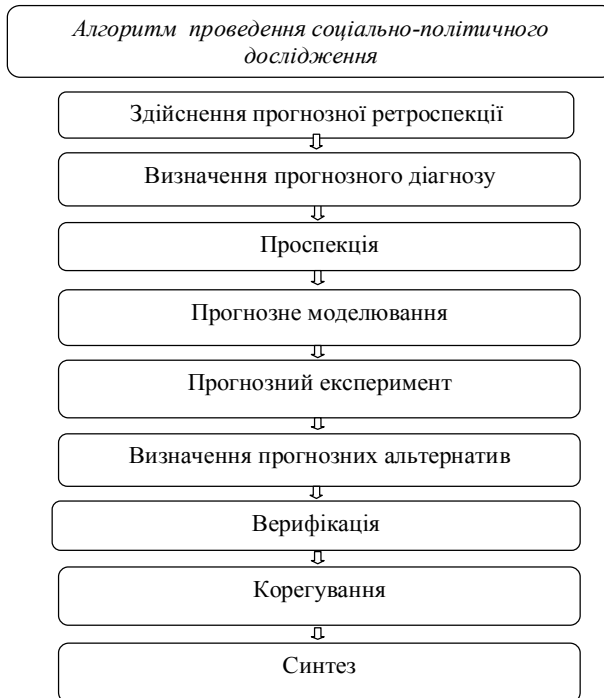 Алгоритм проведення соціально-політичного
дослідження
Здійснення прогнозної ретроспекції
Визначення прогнозного діагнозу
Проспекція
Прогнозне моделювання
Прогнозний експеримент
Визначення прогнозних альтернатив
Верифікація
Корегування
Синтез